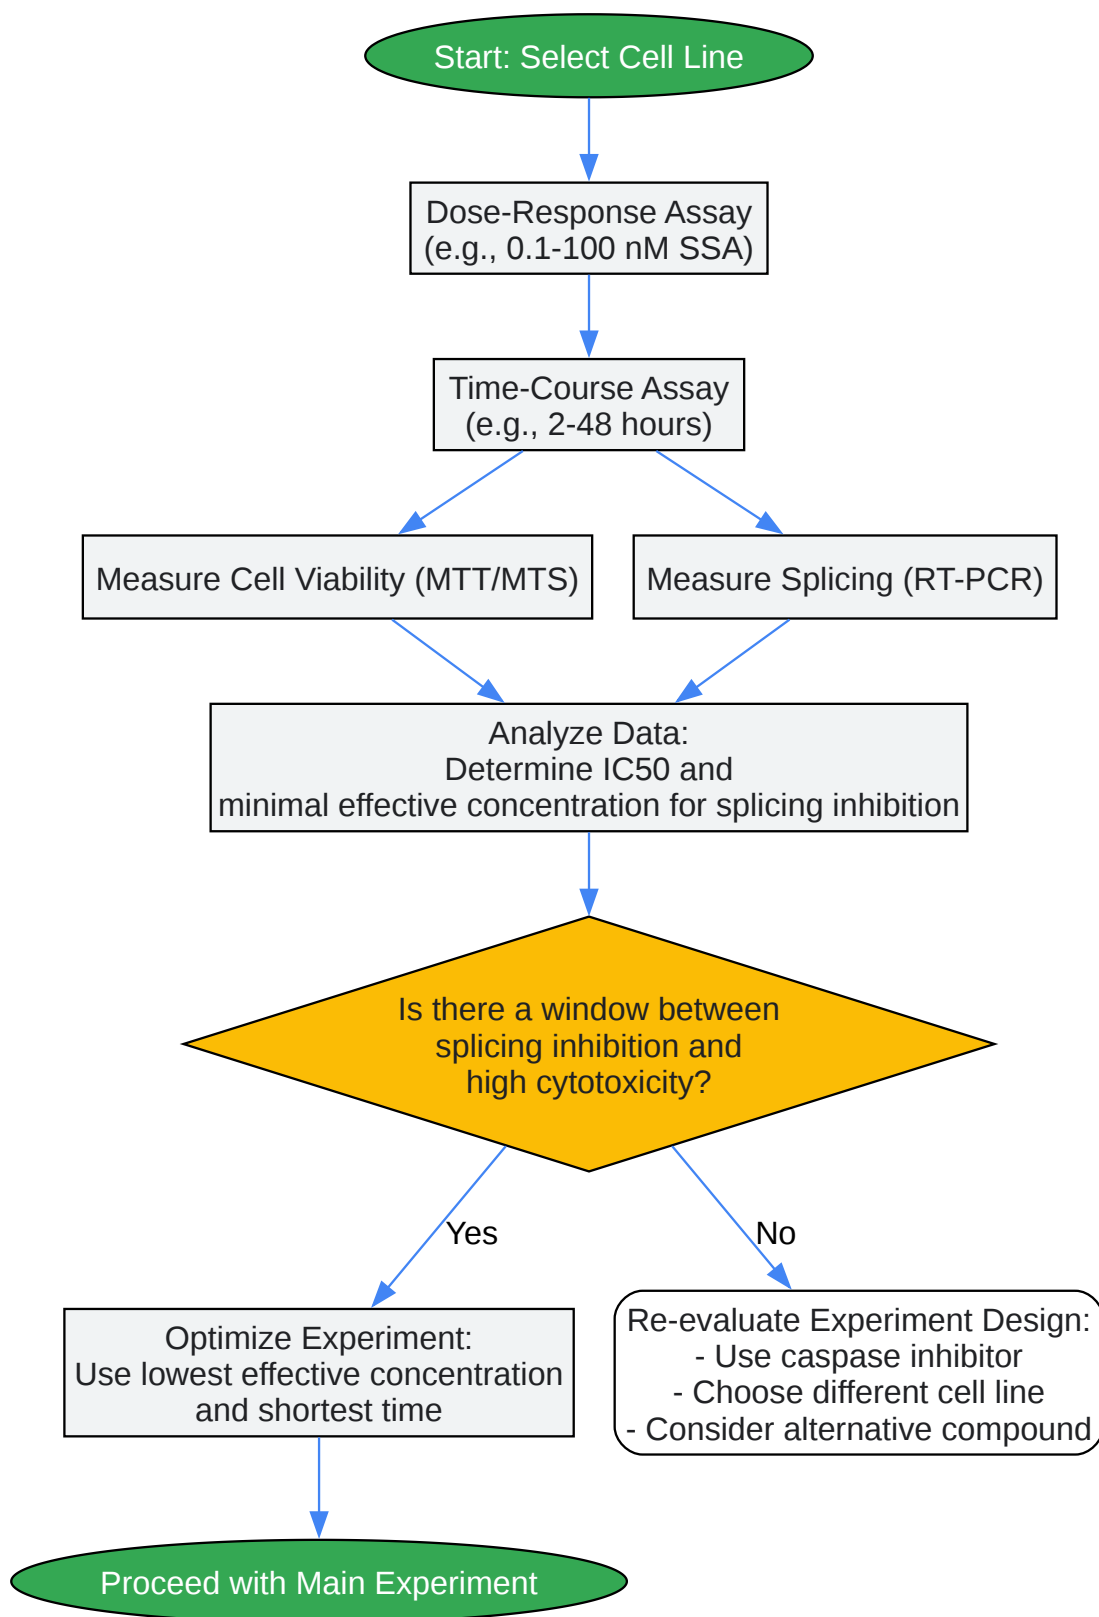 Start: Select Cell Line
Dose-Response Assay
(e.g., 0.1-100 nM SSA)
Time-Course Assay
(e.g., 2-48 hours)
Measure Cell Viability (MTT/MTS)
Measure Splicing (RT-PCR)
Analyze Data:
Determine IC50 and
minimal effective concentration for splicing inhibition
Is there a window between
splicing inhibition and
high cytotoxicity?
Yes
No
Optimize Experiment:
Use lowest effective concentration
and shortest time
Re-evaluate Experiment Design:
- Use caspase inhibitor
- Choose different cell line
- Consider alternative compound
Proceed with Main Experiment